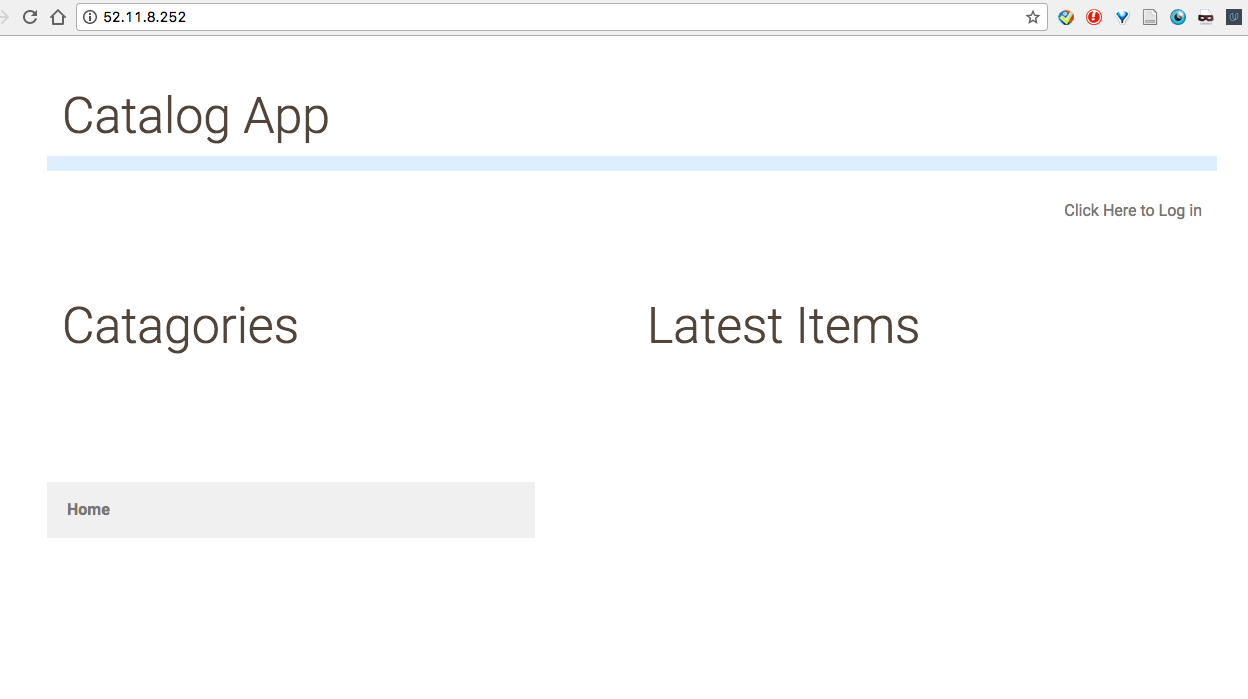 52.11.8.252
Catalog App
Click Here to Log in
Catagories
Latest Items
Home